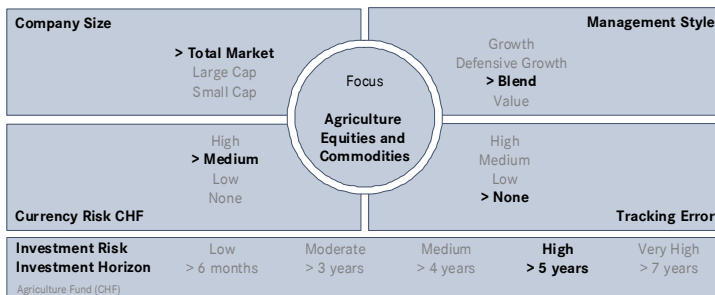 Company Size
> Total Market
Large Cap
Small Cap
Management Style
Growth
Defensive Growth
> Blend
Value
Focus
Agriculture
Equities and
Commodities
High
> Medium
Low
None
Currency Risk CHF
High
Medium
Low
> None
Tracking Error
Investment Risk Low Moderate Medium High Very High
Investment Horizon > 6 months > 3 years > 4 years > 5 years > 7 years
Agriculture Fund (CHF)